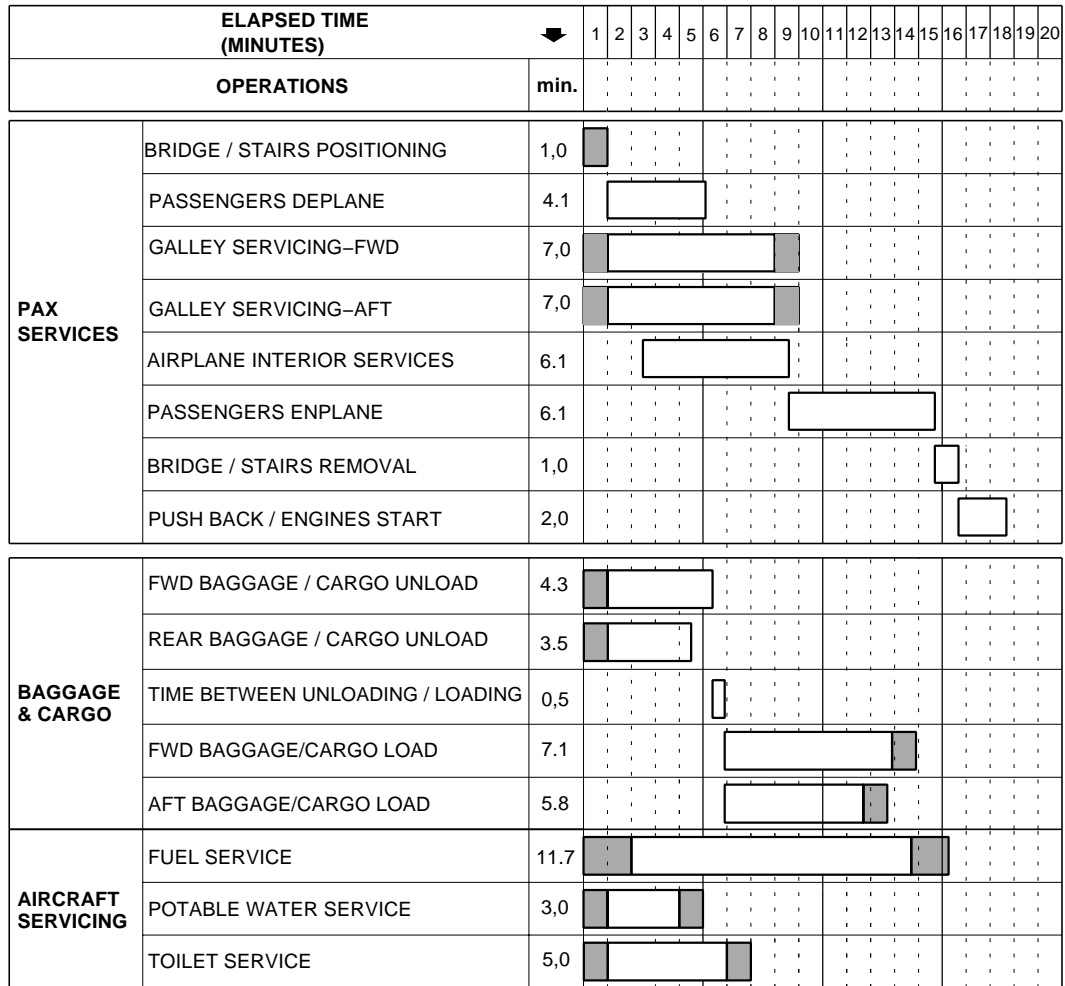 ELAPSED TIME
(MINUTES)
1 2 3 4 5 6 7 8 9 10 11 12 13 14 15 16 17 18 19 20
OPERATIONS min.
PAX
SERVICES
BRIDGE / STAIRS POSITIONING 1,0
PASSENGERS DEPLANE 4.1
GALLEY SERVICING−FWD 7,0
GALLEY SERVICING−AFT 7,0
AIRPLANE INTERIOR SERVICES 6.1
PASSENGERS ENPLANE 6.1
BRIDGE / STAIRS REMOVAL 1,0
PUSH BACK / ENGINES START 2,0
BAGGAGE
& CARGO
FWD BAGGAGE / CARGO UNLOAD 4.3
REAR BAGGAGE / CARGO UNLOAD 3.5
TIME BETWEEN UNLOADING / LOADING 0,5
FWD BAGGAGE/CARGO LOAD 7.1
AFT BAGGAGE/CARGO LOAD 5.8
AIRCRAFT
SERVICING
FUEL SERVICE 11.7
POTABLE WATER SERVICE 3,0
TOILET SERVICE 5,0